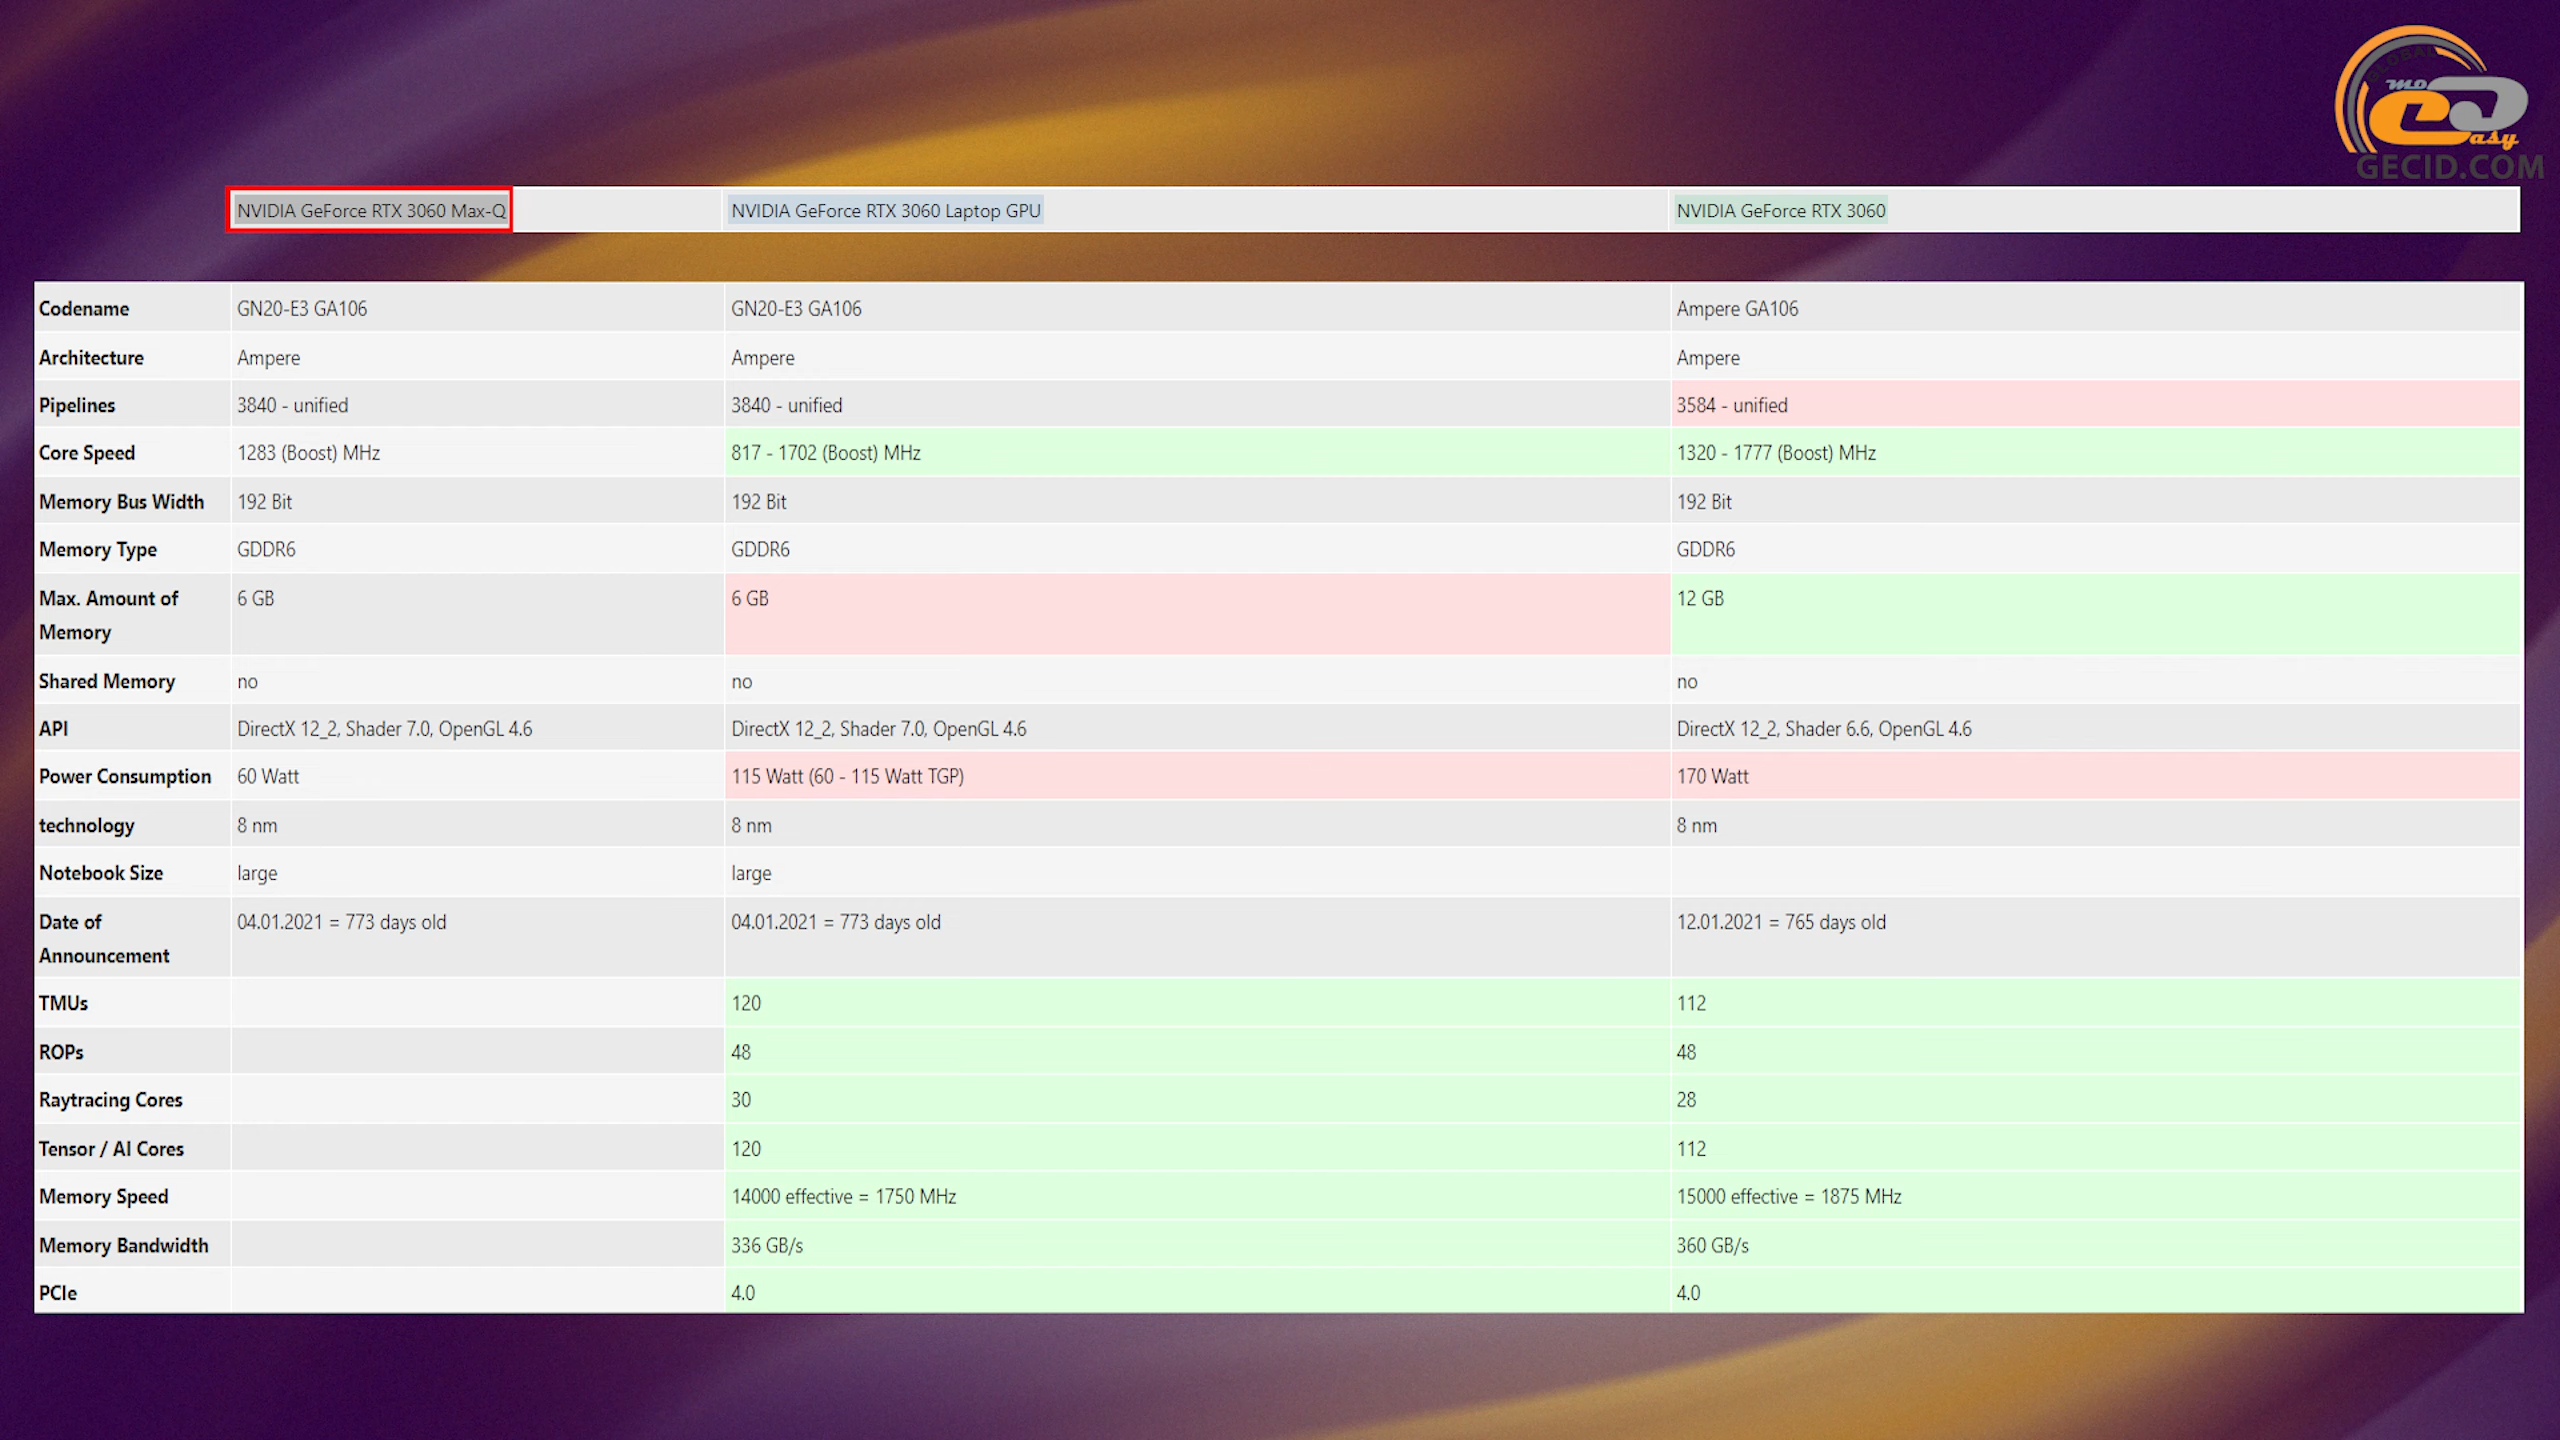 GLOBAL
MO
easy
GECID.COM
NVIDIA GeForce RTX 3060 Max-Q NVIDIA GeForce RTX 3060 Laptop GPU NVIDIA GeForce RTX 3060
Codename GN20-E3 GA106 GN20-E3 GA106 Ampere GA106
Architecture Ampere Ampere Ampere
Pipelines 3840 - unified 3840 - unified 3584 - unified
Core Speed 1283 (Boost) MHz 817 - 1702 (Boost) MHz 1320 - 1777 (Boost) MHz
Memory Bus Width 192 Bit 192 Bit 192 Bit
Memory Type GDDR6 GDDR6 GDDR6
Max. Amount of 6 GB 6 GB 12 GB
Memory
Shared Memory no no no
API DirectX 12_2, Shader 7.0, OpenGL 4.6 DirectX 12_2, Shader 7.0, OpenGL 4.6 DirectX 12_2, Shader 6.6, OpenGL 4.6
Power Consumption 60 Watt 115 Watt (60 - 115 Watt TGP) 170 Watt
technology 8 nm 8 nm 8 nm
Notebook Size large large
Date of 04.01.2021 = 773 days old 04.01.2021 = 773 days old 12.01.2021 = 765 days old
Announcement
TMUs 120 112
ROPs 48 48
Raytracing Cores 30 28
Tensor / AI Cores 120 112
Memory Speed 14000 effective = 1750 MHz 15000 effective = 1875 MHz
Memory Bandwidth 336 GB/s 360 GB/s
PCIe 4.0 4.0